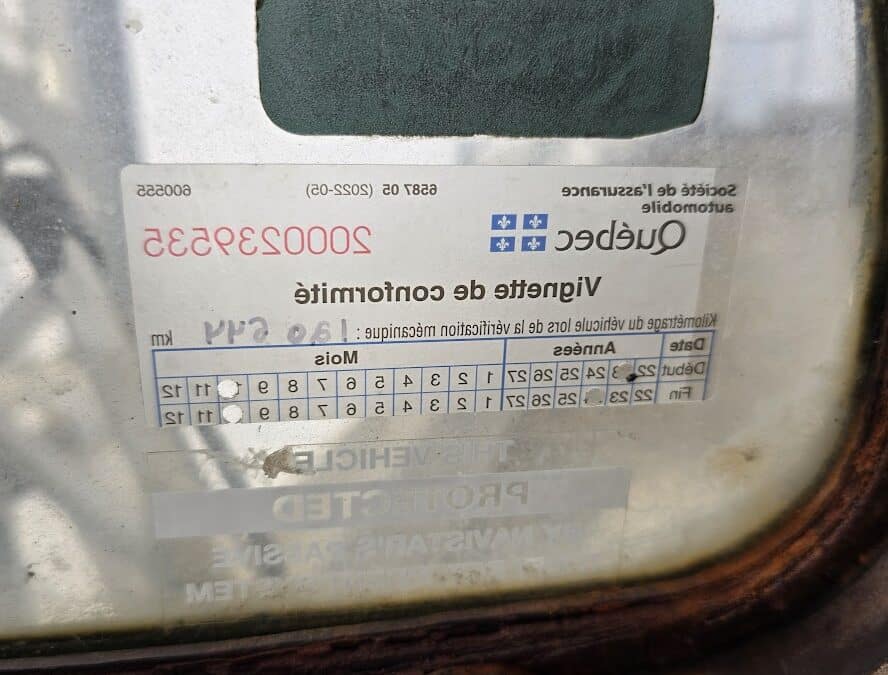 Société de l'assurance
automobile
6587 05 (2022-05)
600555
Québec
2000239535
Vignette de conformité
Kilométrage du véhicule lors de la vérification mécanique : 120 544 km
Date Années Mois
Début 22 24 25 26 27 1 2 3 4 5 6 7 8 9 11 12
Fin 22 23 25 26 27 1 2 3 4 5 6 7 8 9 11 12
THIS VEHICLE
PROTECTED
BY NAVISTAR'S PASSIVE